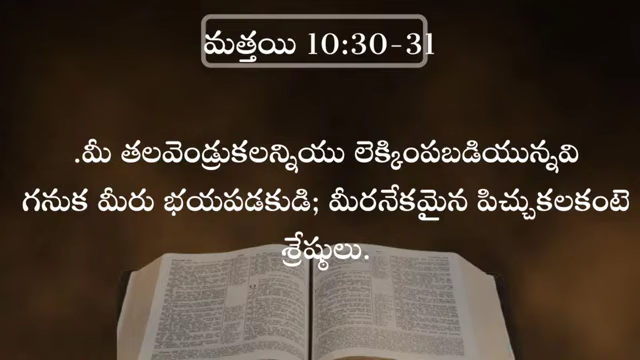 మత్తయి 10:30-31
.మీ తలవెండ్రుకలన్నియు లెక్కింపబడియున్నవి
గనుక మీరు భయపడకుడి; మీరనేకమైన పిచ్చుకలకంటె
శ్రేష్ఠులు.